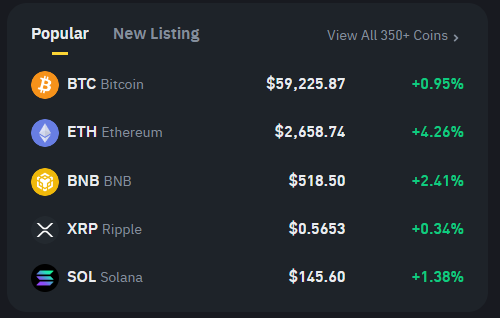 Popular New Listing View All 350+ Coins >
BTC Bitcoin $59,225.87 +0.95%
ETH Ethereum $2,658.74 +4.26%
BNB BNB $518.50 +2.41%
XRP Ripple $0.5653 +0.34%
SOL Solana $145.60 +1.38%